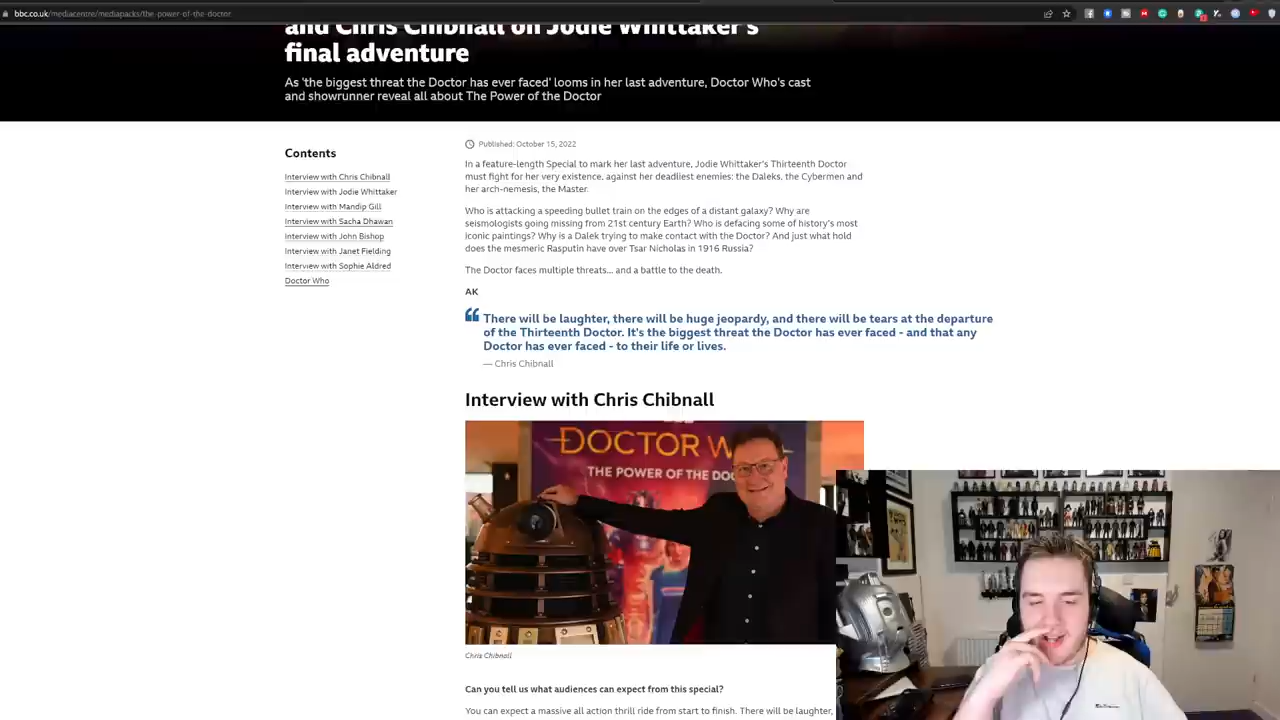 bbc.co.uk/mediacentre/mediapacks/the-power-of-the-doctor
and Chris Chibnall on Jodie Whittaker's
final adventure
As 'the biggest threat the Doctor has ever faced' looms in her last adventure, Doctor Who's cast
and showrunner reveal all about The Power of the Doctor
Contents
Interview with Chris Chibnall
Interview with Jodie Whittaker
Interview with Mandip Gill
Interview with Sacha Dhawan
Interview with John Bishop
Interview with Janet Fielding
Interview with Sophie Aldred
Doctor Who
Published: October 15, 2022
In a feature-length Special to mark her last adventure, Jodie Whittaker's Thirteenth Doctor
must fight for her very existence, against her deadliest enemies: the Daleks, the Cybermen and
her arch-nemesis, the Master.
Who is attacking a speeding bullet train on the edges of a distant galaxy? Why are
seismologists going missing from 21st century Earth? Who is defacing some of history's most
iconic paintings? Why is a Dalek trying to make contact with the Doctor? And just what hold
does the mesmeric Rasputin have over Tsar Nicholas in 1916 Russia?
The Doctor faces multiple threats... and a battle to the death.
AK
There will be laughter, there will be huge jeopardy, and there will be tears at the departure
of the Thirteenth Doctor. It's the biggest threat the Doctor has ever faced - and that any
Doctor has ever faced - to their life or lives.
— Chris Chibnall
Interview with Chris Chibnall
DOCTOR W
THE POWER OF THE DO
Chris Chibnall
Can you tell us what audiences can expect from this special?
You can expect a massive all action thrill ride from start to finish. There will be laughter,